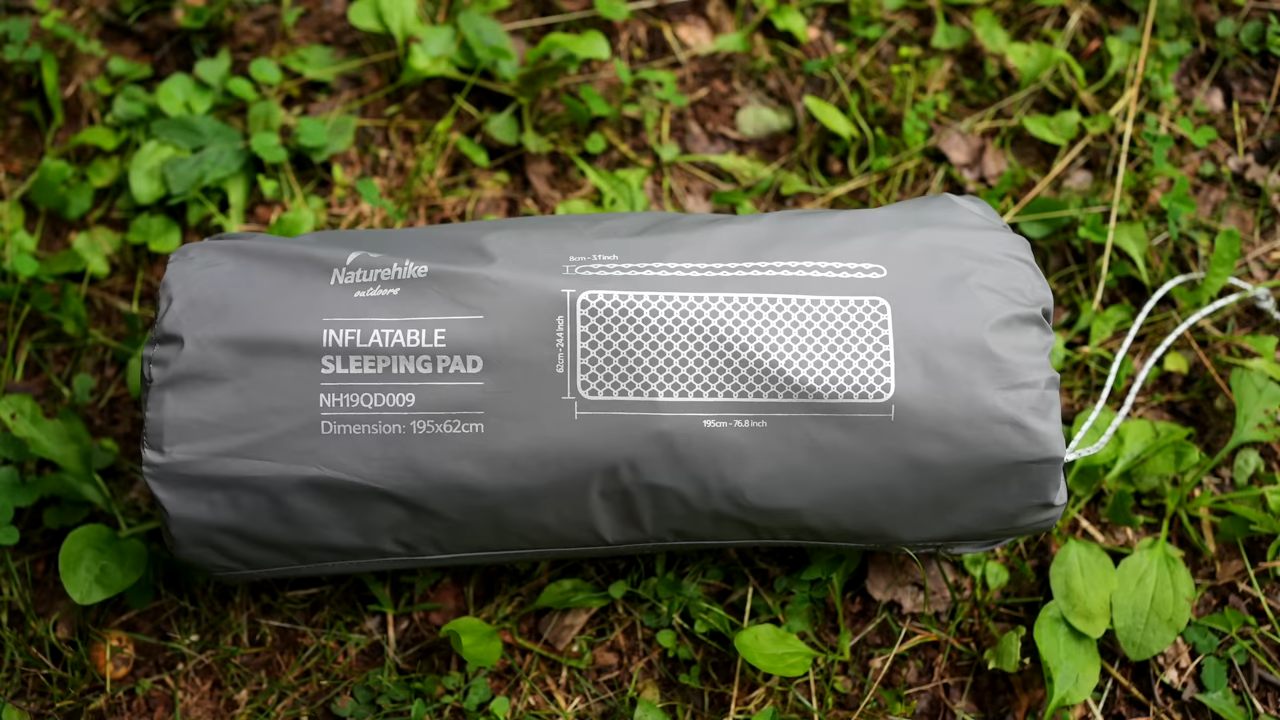 Naturehike
outdoors
INFLATABLE
SLEEPING PAD
NH19QD009
Dimension: 195x62cm
8cm - 3.1 inch
62cm - 24.4 inch
195cm - 76.8 inch